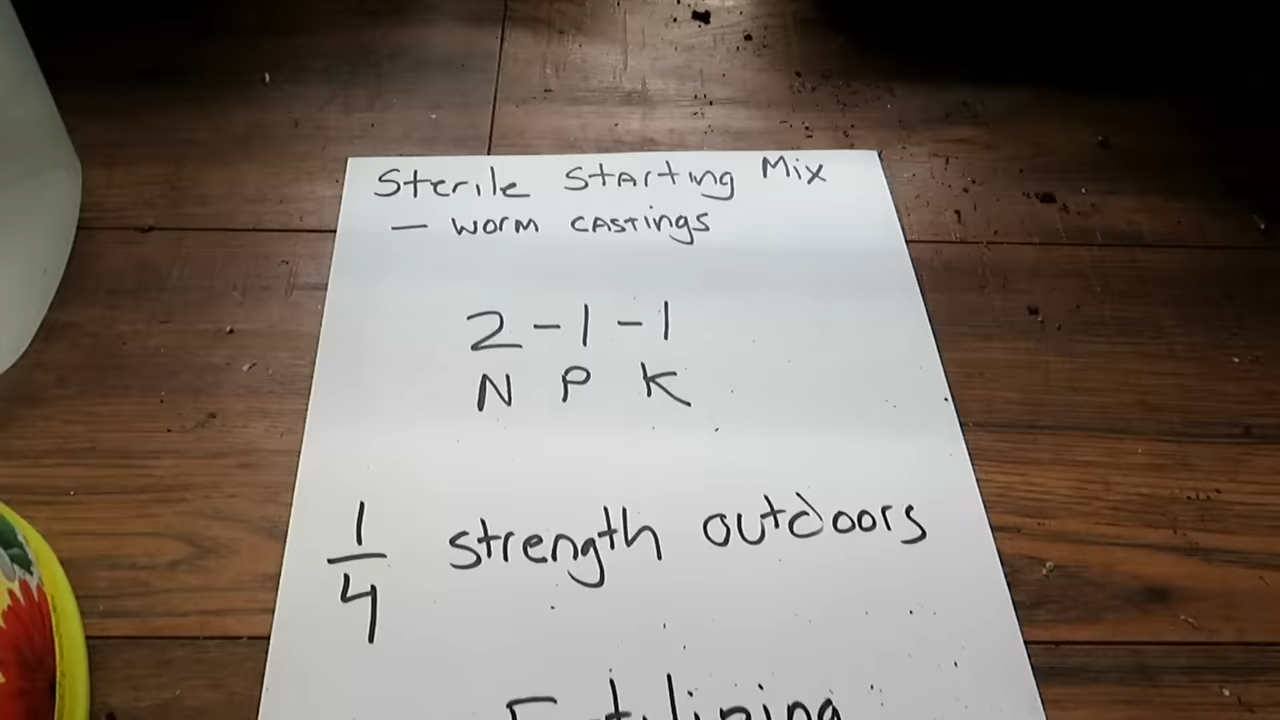 Sterile Starting Mix
— Worm Castings
2-1-1
N P K
1/4 strength outdoors